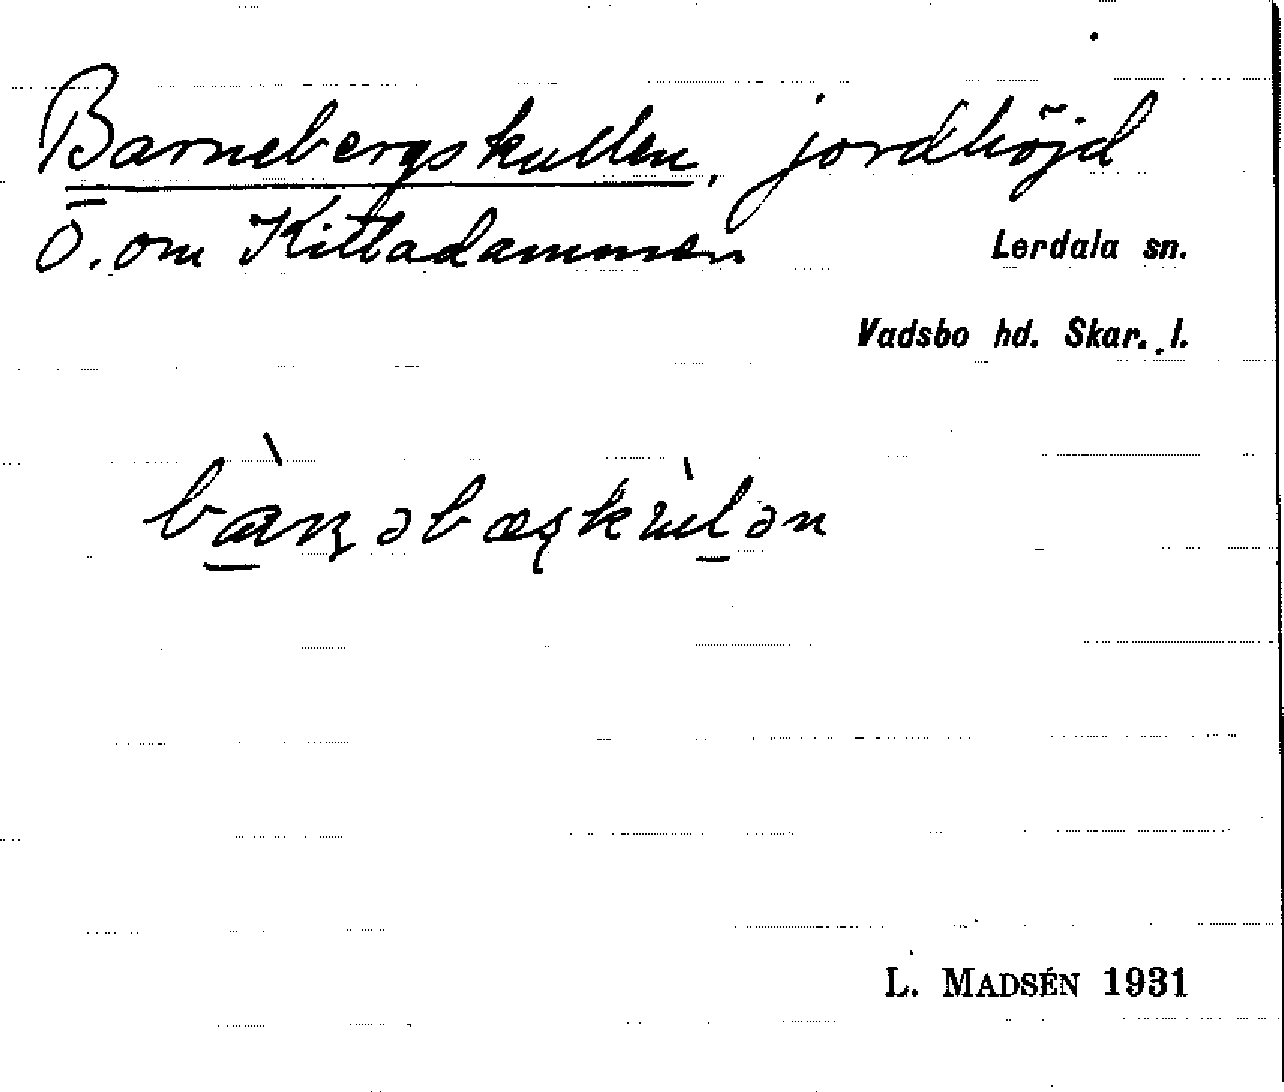 Barnebergskullen, jordhöjd
Ö. om Kittadammen
Lerdala sn.
Vadsbo hd. Skar. l.
L. MADSÉN 1931